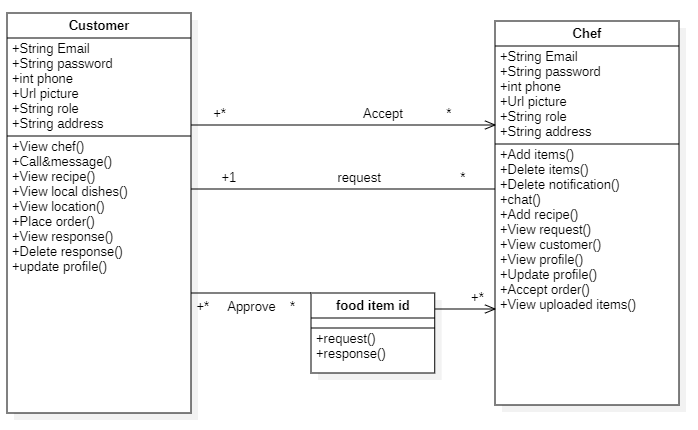 Customer
+String Email
+String password
+int phone
+Url picture
+String role
+String address
+View chef()
+Call&message()
+View recipe()
+View local dishes()
+View location()
+Place order()
+View response()
+Delete response()
+update profile()
+* Accept *
+1 request *
+* Approve *
food item id
+request()
+response()
+*
Chef
+String Email
+String password
+int phone
+Url picture
+String role
+String address
+Add items()
+Delete items()
+Delete notification()
+chat()
+Add recipe()
+View request()
+View customer()
+View profile()
+Update profile()
+Accept order()
+View uploaded items()